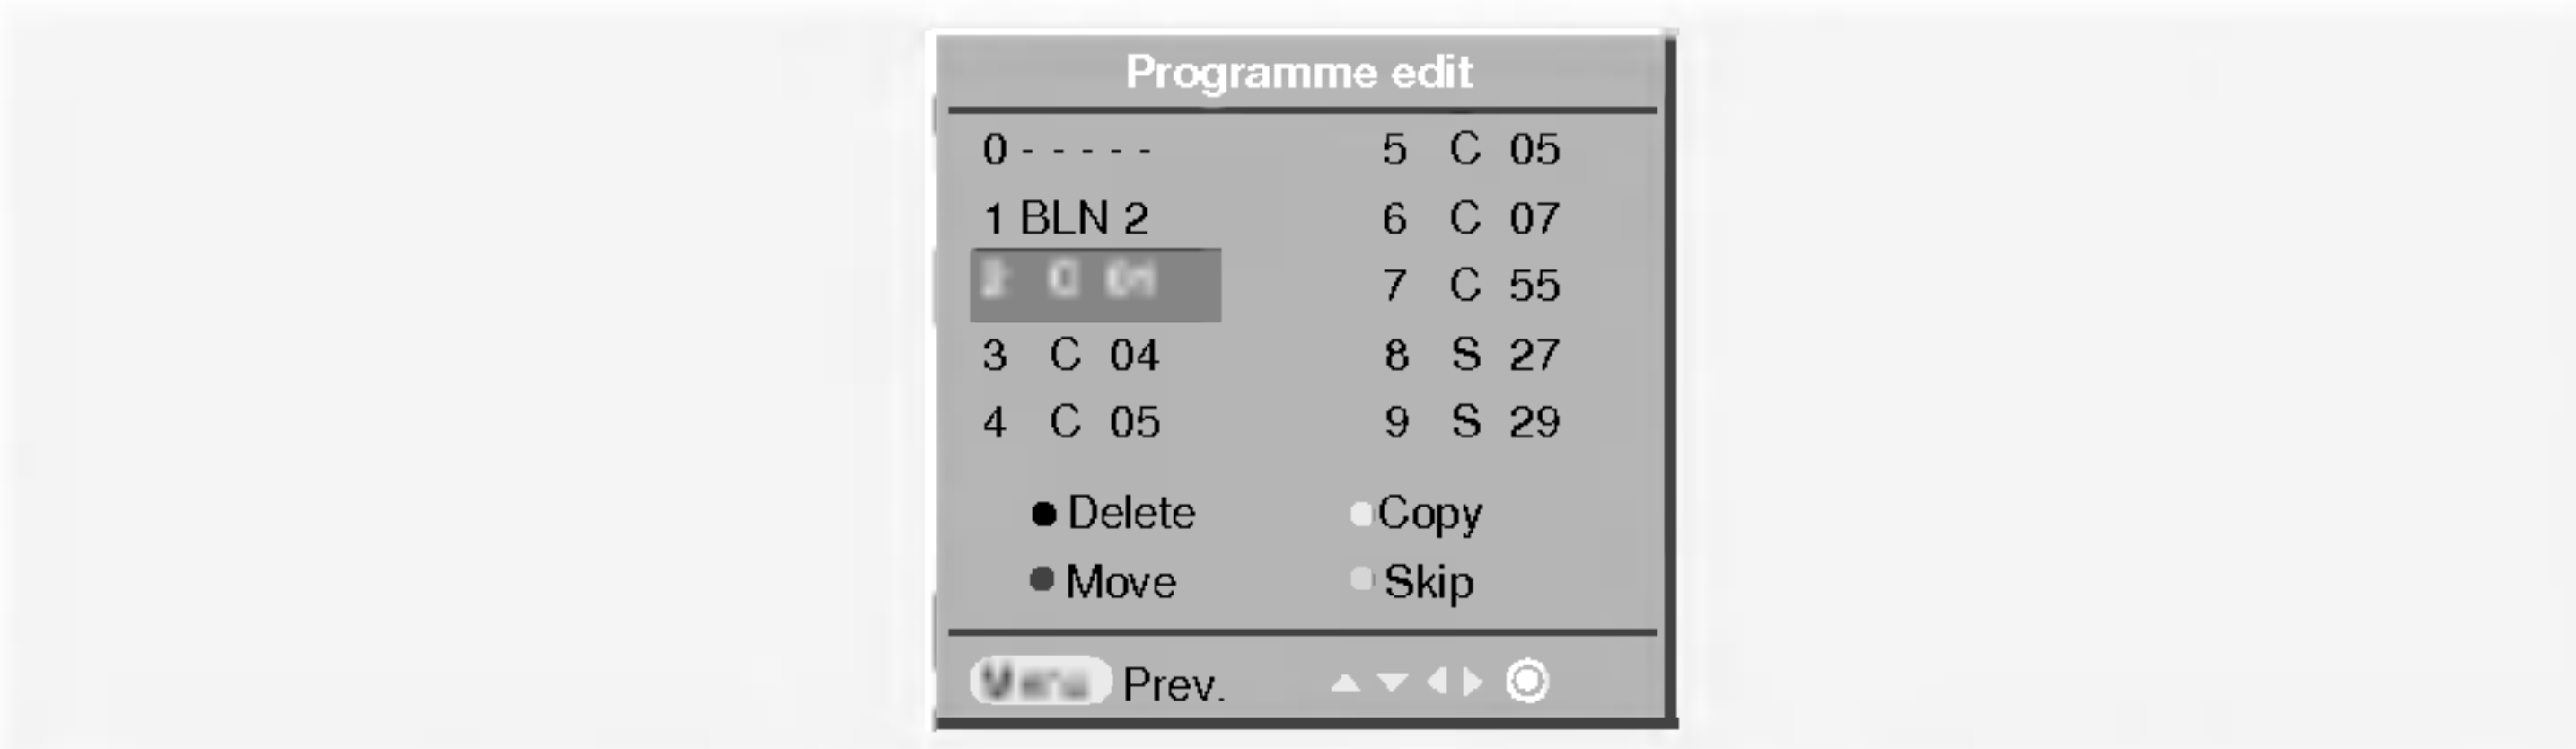 Programme edit
0 - - - - - 5 C 05
1 BLN 2 6 C 07
7 C 55
3 C 04 8 S 27
4 C 05 9 S 29
Delete Copy
Move Skip
Prev.